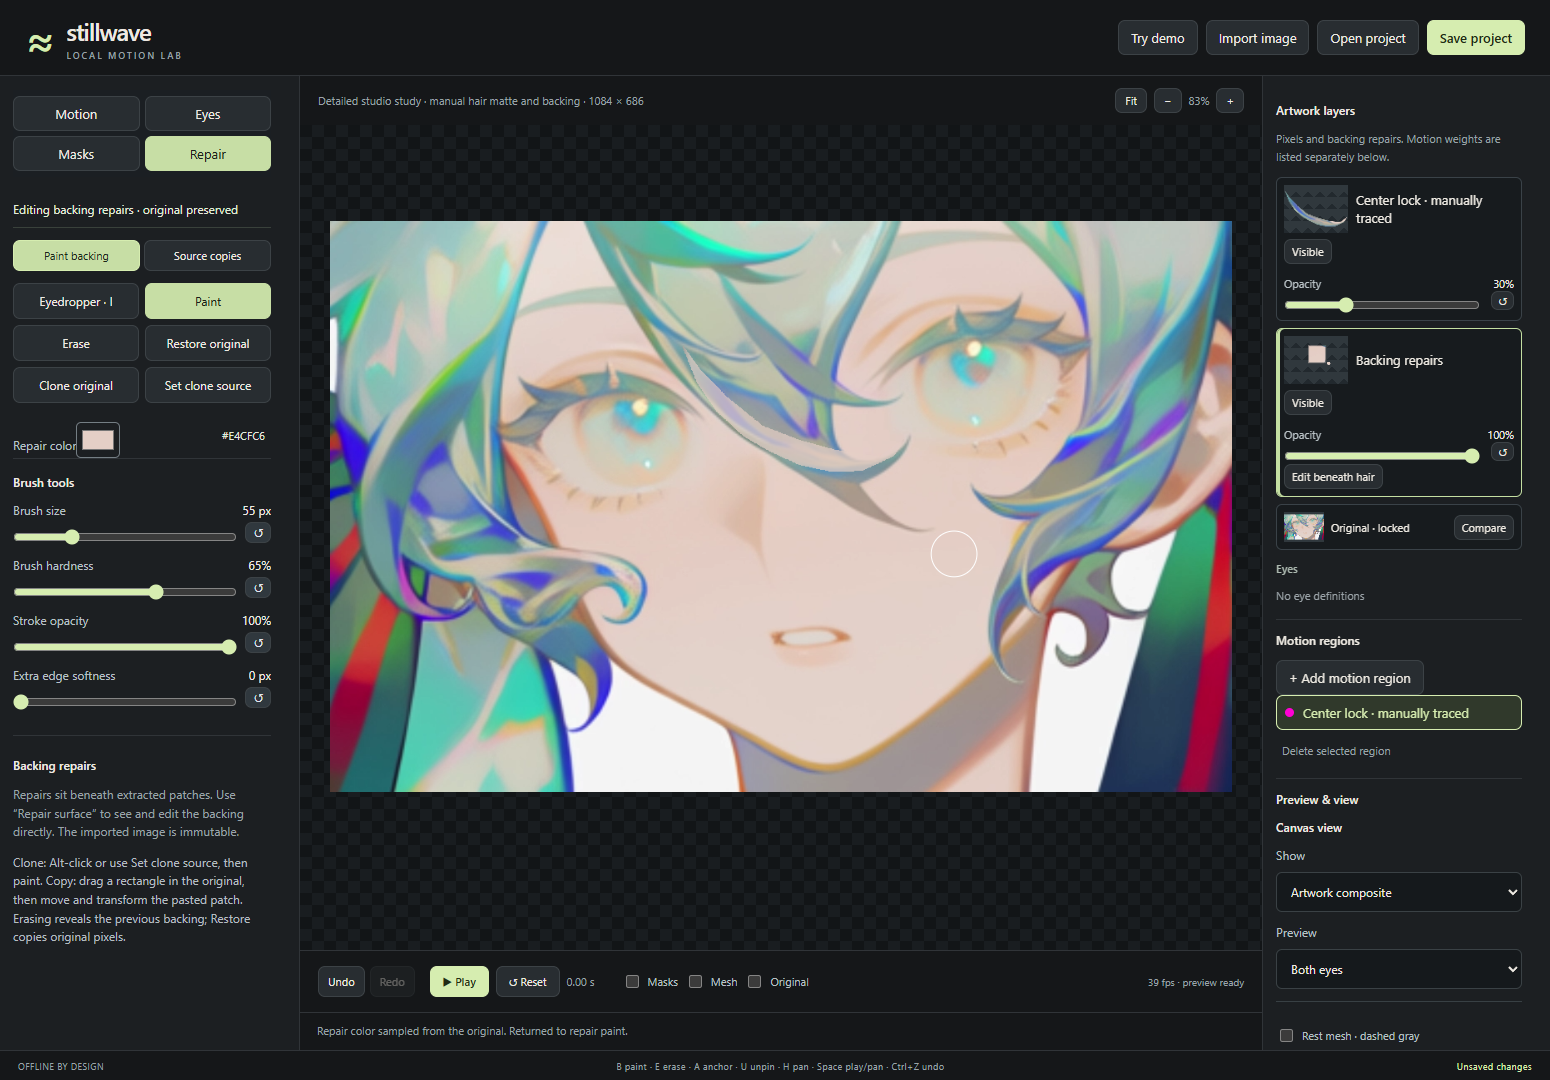 stillwave
LOCAL MOTION LAB
Try demo
Import image
Open project
Save project
Motion
Eyes
Masks
Repair
Editing backing repairs · original preserved
Paint backing
Source copies
Eyedropper · I
Paint
Erase
Restore original
Clone original
Set clone source
Repair color
#E4CFC6
Brush tools
Brush size
55 px
↺
Brush hardness
65%
↺
Stroke opacity
100%
↺
Extra edge softness
0 px
↺
Backing repairs
Repairs sit beneath extracted patches. Use
“Repair surface” to see and edit the backing
directly. The imported image is immutable.
Clone: Alt-click or use Set clone source, then
paint. Copy: drag a rectangle in the original,
then move and transform the pasted patch.
Erasing reveals the previous backing; Restore
copies original pixels.
Detailed studio study · manual hair matte and backing · 1084 × 686
Fit
−
83%
+
Undo
Redo
▶ Play
↺ Reset
0.00 s
Masks
Mesh
Original
39 fps · preview ready
Repair color sampled from the original. Returned to repair paint.
Artwork layers
Pixels and backing repairs. Motion weights are
listed separately below.
Center lock · manually
traced
Visible
Opacity
30%
↺
Backing repairs
Visible
Opacity
100%
↺
Edit beneath hair
Original · locked
Compare
Eyes
No eye definitions
Motion regions
+ Add motion region
Center lock · manually traced
Delete selected region
Preview & view
Canvas view
Show
Artwork composite
Preview
Both eyes
Rest mesh · dashed gray
OFFLINE BY DESIGN
B paint · E erase · A anchor · U unpin · H pan · Space play/pan · Ctrl+Z undo
Unsaved changes